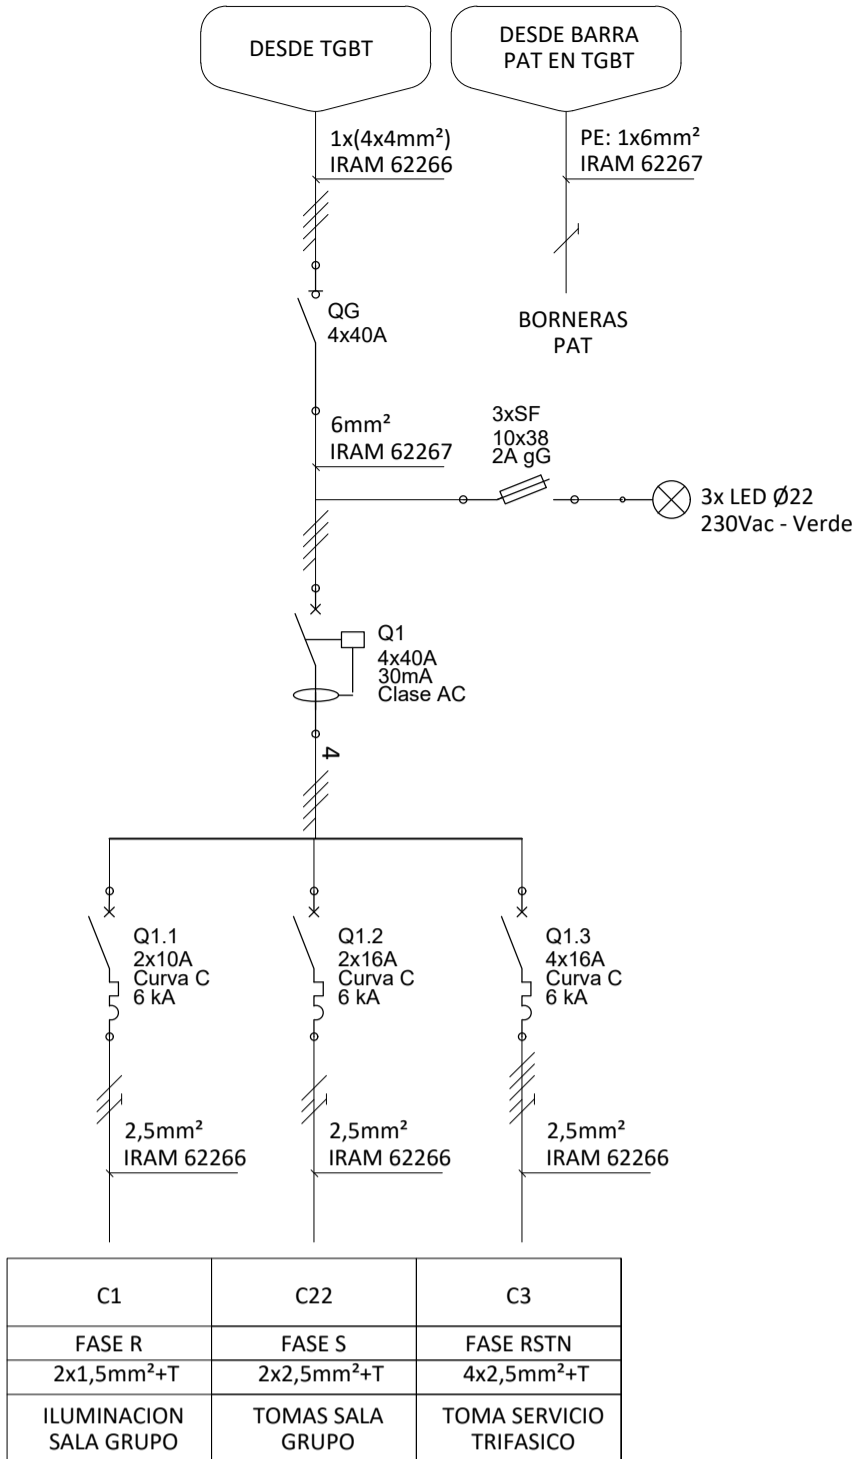 DESDE TGBT
DESDE BARRA
PAT EN TGBT
1x(4x4mm²)
IRAM 62266
PE: 1x6mm²
IRAM 62267
QG
4x40A
BORNERAS
PAT
6mm²
IRAM 62267
3xSF
10x38
2A gG
3x LED Ø22
230Vac - Verde
Q1
4x40A
30mA
Clase AC
4
Q1.1
2x10A
Curva C
6 kA
Q1.2
2x16A
Curva C
6 kA
Q1.3
4x16A
Curva C
6 kA
2,5mm²
IRAM 62266
2,5mm²
IRAM 62266
2,5mm²
IRAM 62266
C1
C22
C3
FASE R
FASE S
FASE RSTN
2x1,5mm²+T
2x2,5mm²+T
4x2,5mm²+T
ILUMINACION
SALA GRUPO
TOMAS SALA
GRUPO
TOMA SERVICIO
TRIFASICO